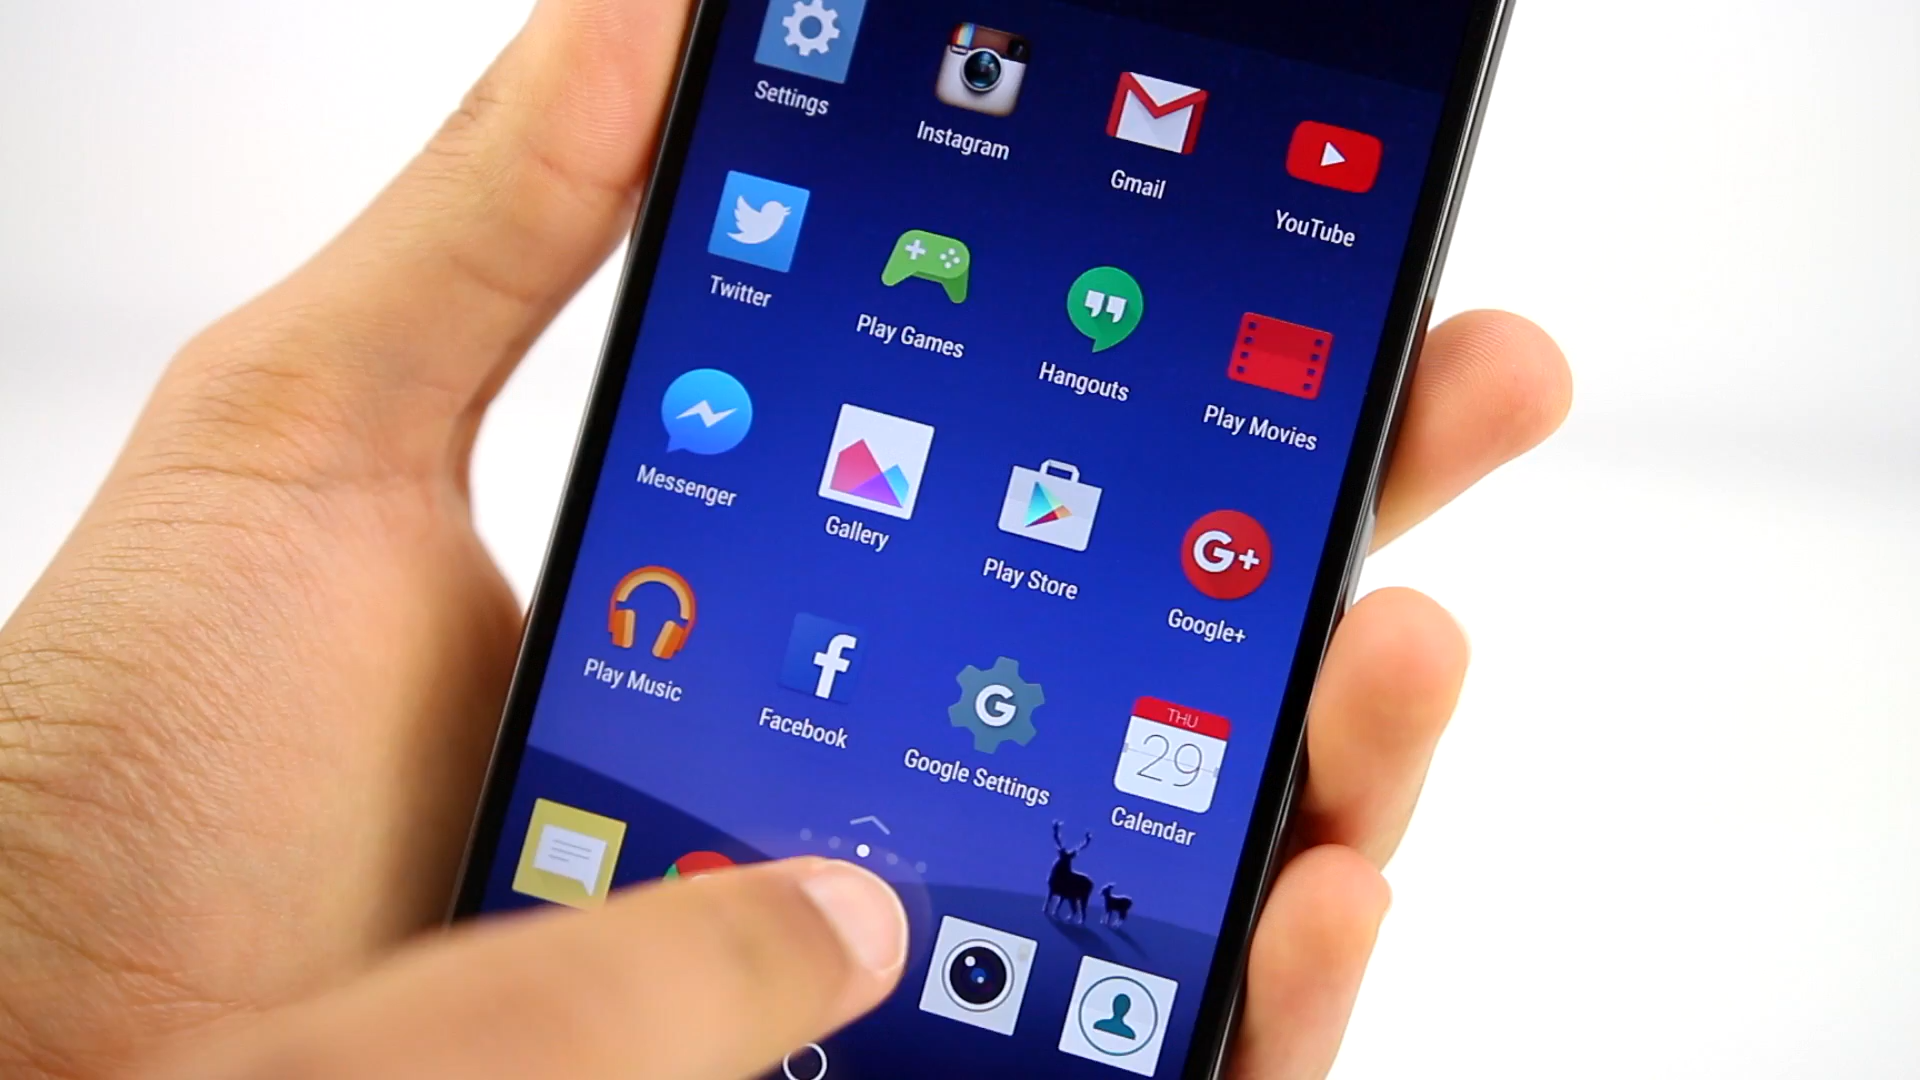 Settings
Instagram
Gmail
YouTube
Twitter
Play Games
Hangouts
Play Movies
Messenger
Gallery
Play Store
G+
Google+
Play Music
f
Facebook
G
Google Settings
THU
29
Calendar